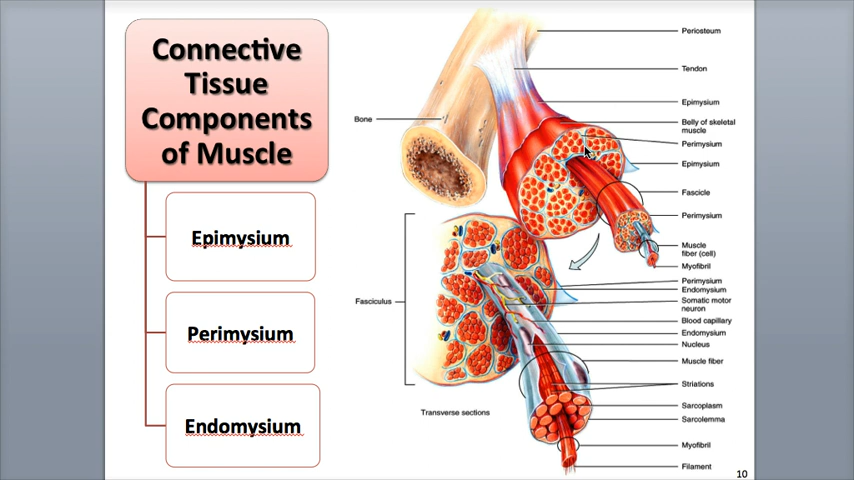 Connective
Tissue
Components
of Muscle
Epimysium
Perimysium
Endomysium
Periosteum
Tendon
Epimysium
Bone
Belly of skeletal
muscle
Perimysium
Epimysium
Fascicle
Perimysium
Muscle
fiber (cell)
Myofibril
Perimysium
Endomysium
Fasciculus
Somatic motor
neuron
Blood capillary
Endomysium
Nucleus
Muscle fiber
Striations
Sarcoplasm
Transverse sections
Sarcolemma
Myofibril
Filament
10